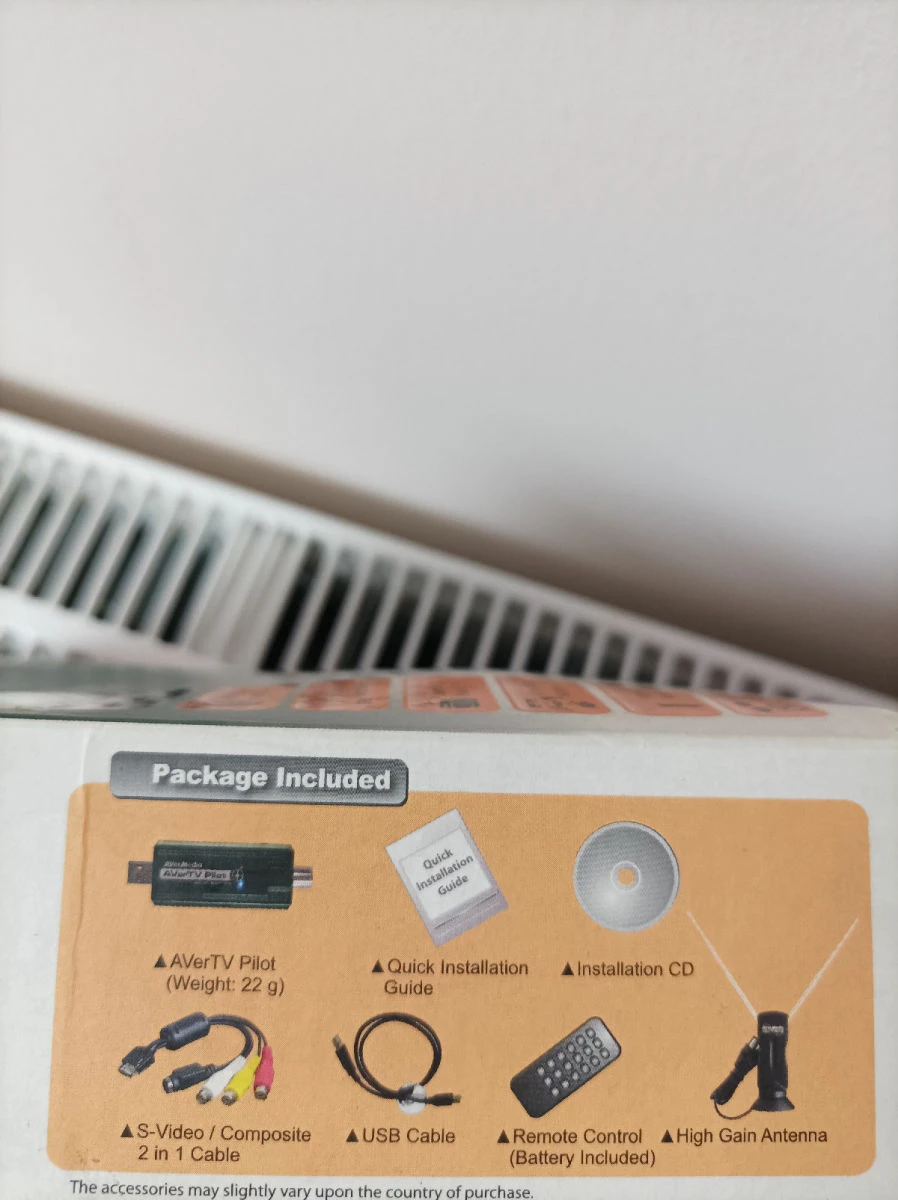 Package Included
AVerMedia
AVerTV Pilot
Quick
Installation
Guide
▲AVerTV Pilot
(Weight: 22 g)
▲Quick Installation
Guide
▲Installation CD
▲S-Video / Composite
2 in 1 Cable
▲USB Cable
▲Remote Control
(Battery Included)
▲High Gain Antenna
The accessories may slightly vary upon the country of purchase.